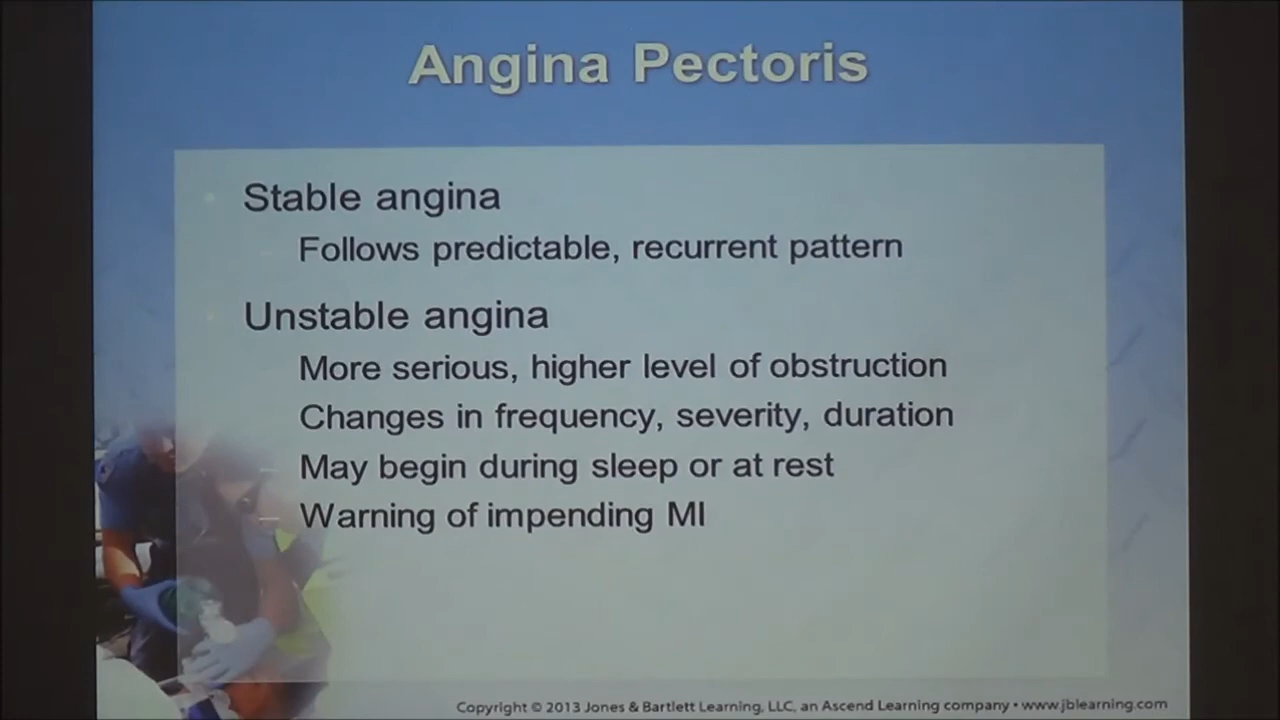 Angina Pectoris
Stable angina
Follows predictable, recurrent pattern
Unstable angina
More serious, higher level of obstruction
Changes in frequency, severity, duration
May begin during sleep or at rest
Warning of impending MI
Copyright © 2013 Jones & Bartlett Learning, LLC, an Ascend Learning company • www.jblearning.com